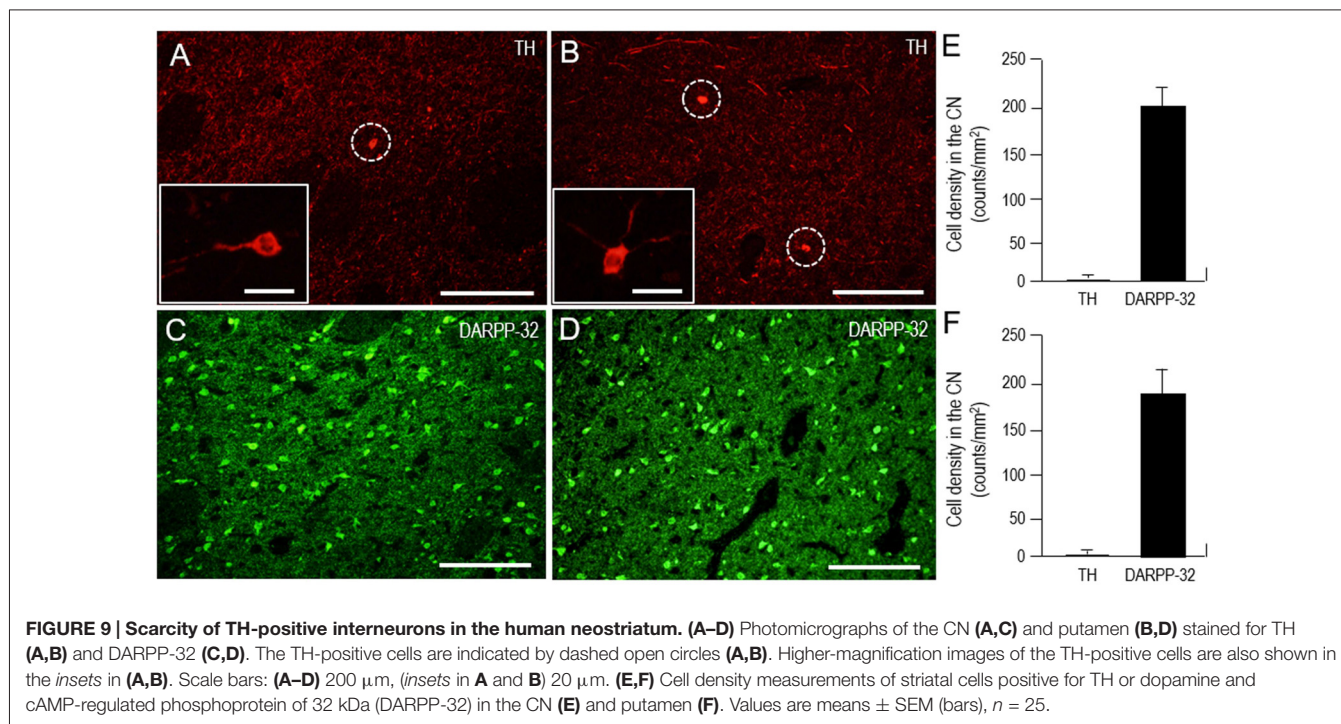 A
TH
B
TH
C
DARPP-32
D
DARPP-32
E
Cell density in the CN
(counts/mm²)
250
200
150
100
50
0
TH
DARPP-32
F
Cell density in the CN
(counts/mm²)
250
200
150
100
50
0
TH
DARPP-32
FIGURE 9 | Scarcity of TH-positive interneurons in the human neostriatum. (A–D) Photomicrographs of the CN (A,C) and putamen (B,D) stained for TH
(A,B) and DARPP-32 (C,D). The TH-positive cells are indicated by dashed open circles (A,B). Higher-magnification images of the TH-positive cells are also shown in
the insets in (A,B). Scale bars: (A–D) 200 μm, (insets in A and B) 20 μm. (E,F) Cell density measurements of striatal cells positive for TH or dopamine and
cAMP-regulated phosphoprotein of 32 kDa (DARPP-32) in the CN (E) and putamen (F). Values are means ± SEM (bars), n = 25.